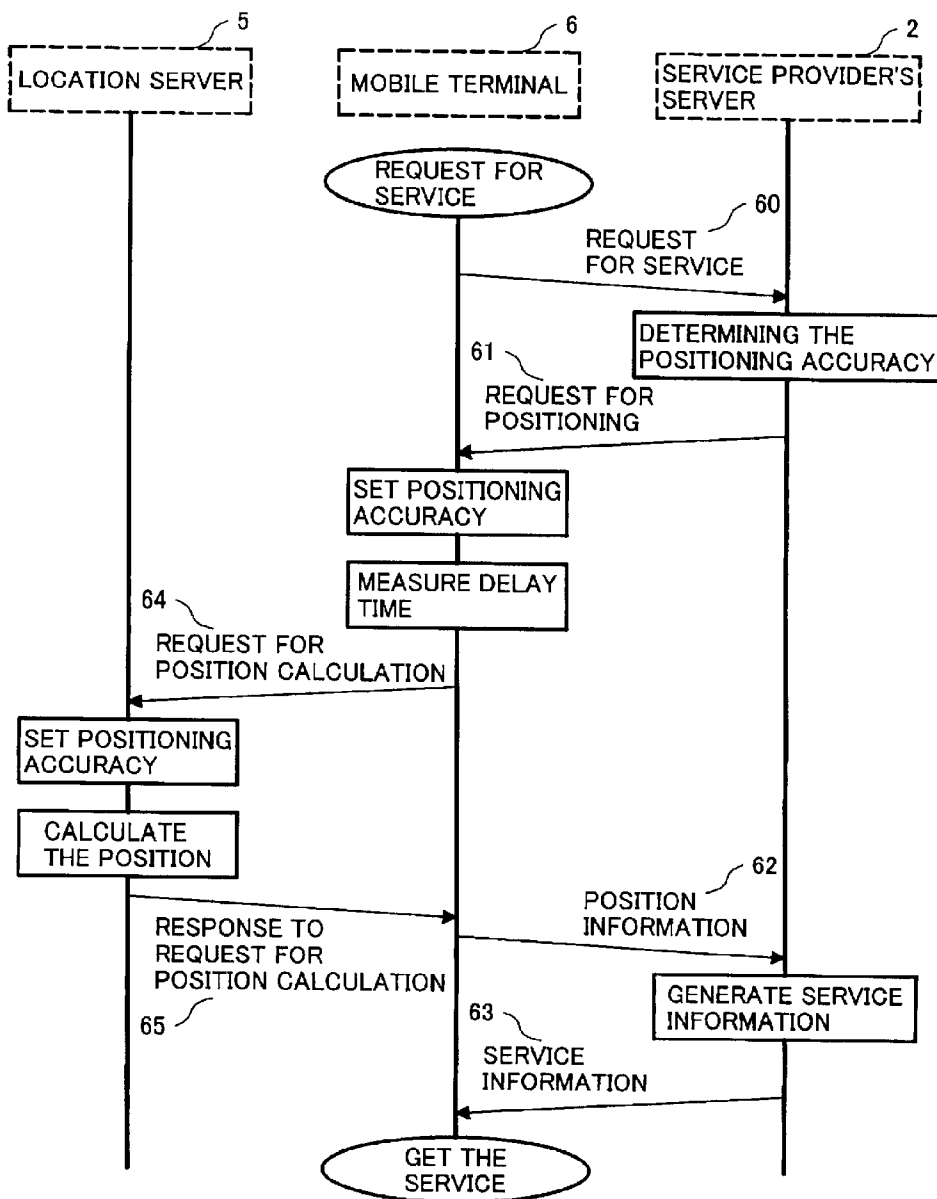 5
6
2
LOCATION SERVER
MOBILE TERMINAL
SERVICE PROVIDER'S
SERVER
REQUEST FOR
SERVICE
60
REQUEST
FOR SERVICE
DETERMINING THE
POSITIONING ACCURACY
61
REQUEST FOR
POSITIONING
SET POSITIONING
ACCURACY
MEASURE DELAY
TIME
64
REQUEST FOR
POSITION CALCULATION
SET POSITIONING
ACCURACY
CALCULATE
THE POSITION
62
POSITION
INFORMATION
RESPONSE TO
REQUEST FOR
POSITION CALCULATION
65
GENERATE SERVICE
INFORMATION
63
SERVICE
INFORMATION
GET THE
SERVICE